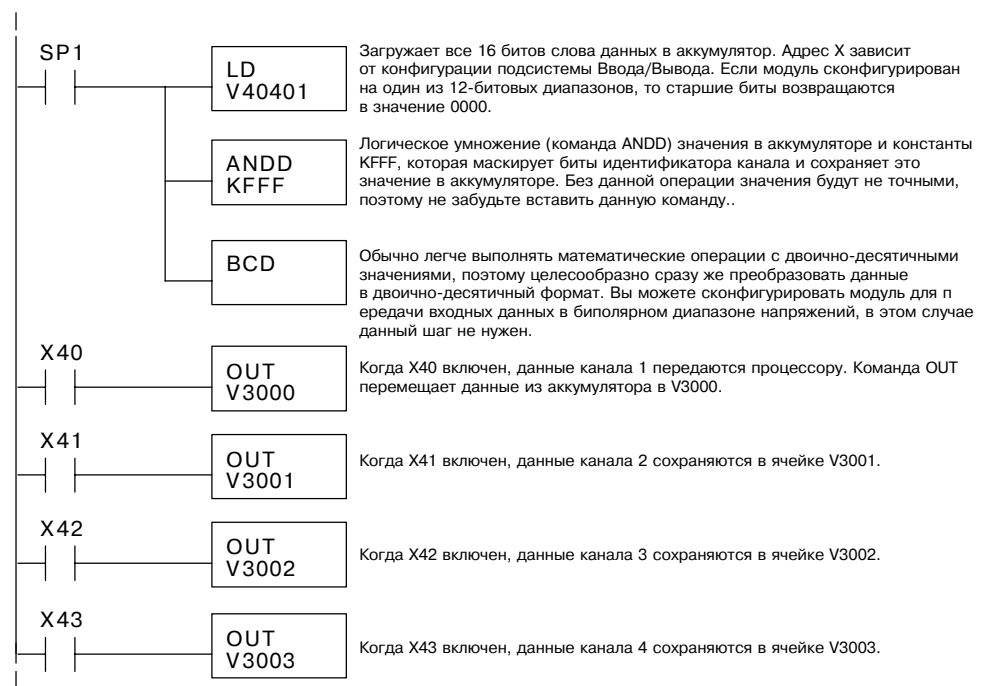 SP1
LD
V40401
Загружает все 16 битов слова данных в аккумулятор. Адрес X зависит
от конфигурации подсистемы Ввода/Вывода. Если модуль сконфигурирован
на один из 12-битовых диапазонов, то старшие биты возвращаются
в значение 0000.
ANDD
KFFF
Логическое умножение (команда ANDD) значения в аккумуляторе и константы
KFFF, которая маскирует биты идентификатора канала и сохраняет это
значение в аккумуляторе. Без данной операции значения будут не точными,
поэтому не забудьте вставить данную команду..
BCD
Обычно легче выполнять математические операции с двоично-десятичными
значениями, поэтому целесообразно сразу же преобразовать данные
в двоично-десятичный формат. Вы можете сконфигурировать модуль для п
ередачи входных данных в биполярном диапазоне напряжений, в этом случае
данный шаг не нужен.
X40
OUT
V3000
Когда X40 включен, данные канала 1 передаются процессору. Команда OUT
перемещает данные из аккумулятора в V3000.
X41
OUT
V3001
Когда X41 включен, данные канала 2 сохраняются в ячейке V3001.
X42
OUT
V3002
Когда X42 включен, данные канала 3 сохраняются в ячейке V3002.
X43
OUT
V3003
Когда X43 включен, данные канала 4 сохраняются в ячейке V3003.